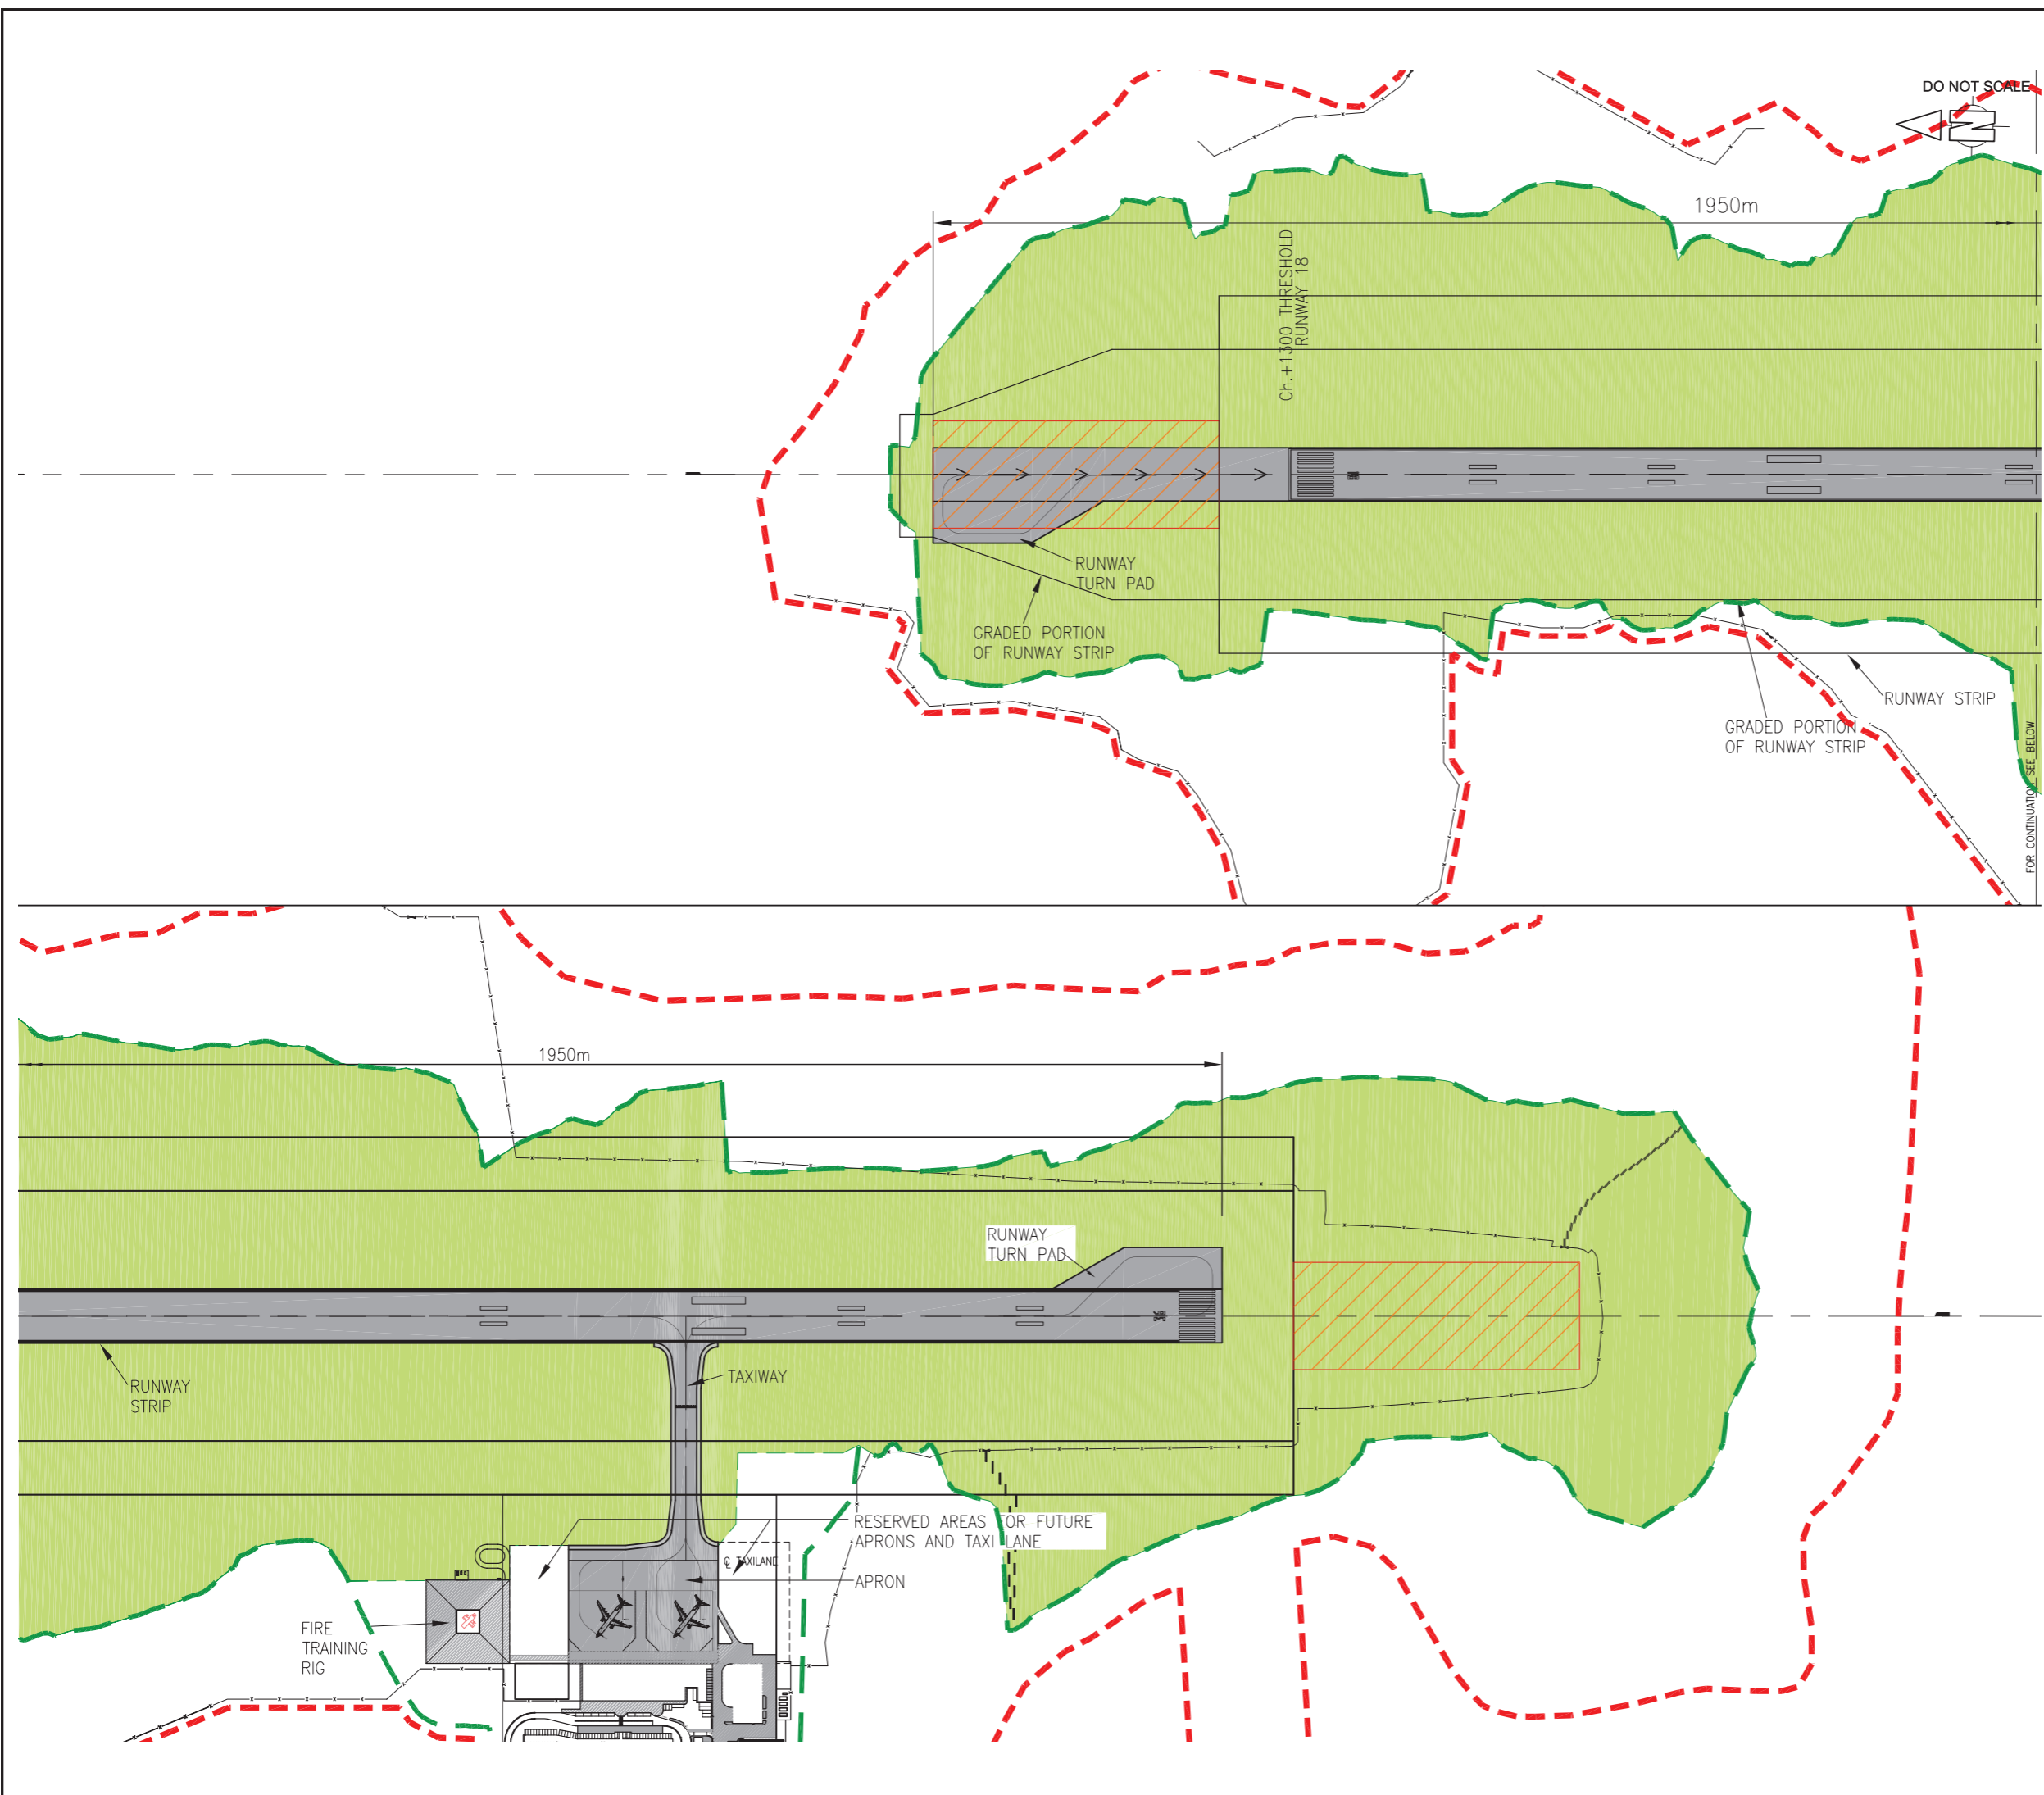 DO NOT SCALE
N
1950m
Ch.+1300 THRESHOLD
RUNWAY 18
RUNWAY
TURN PAD
GRADED PORTION
OF RUNWAY STRIP
RUNWAY STRIP
GRADED PORTION
OF RUNWAY STRIP
FOR CONTINUATION SEE BELOW
1950m
RUNWAY
TURN PAD
RUNWAY
STRIP
TAXIWAY
RESERVED AREAS FOR FUTURE
APRONS AND TAXI LANE
℄ TAXILANE
APRON
FIRE
TRAINING
RIG